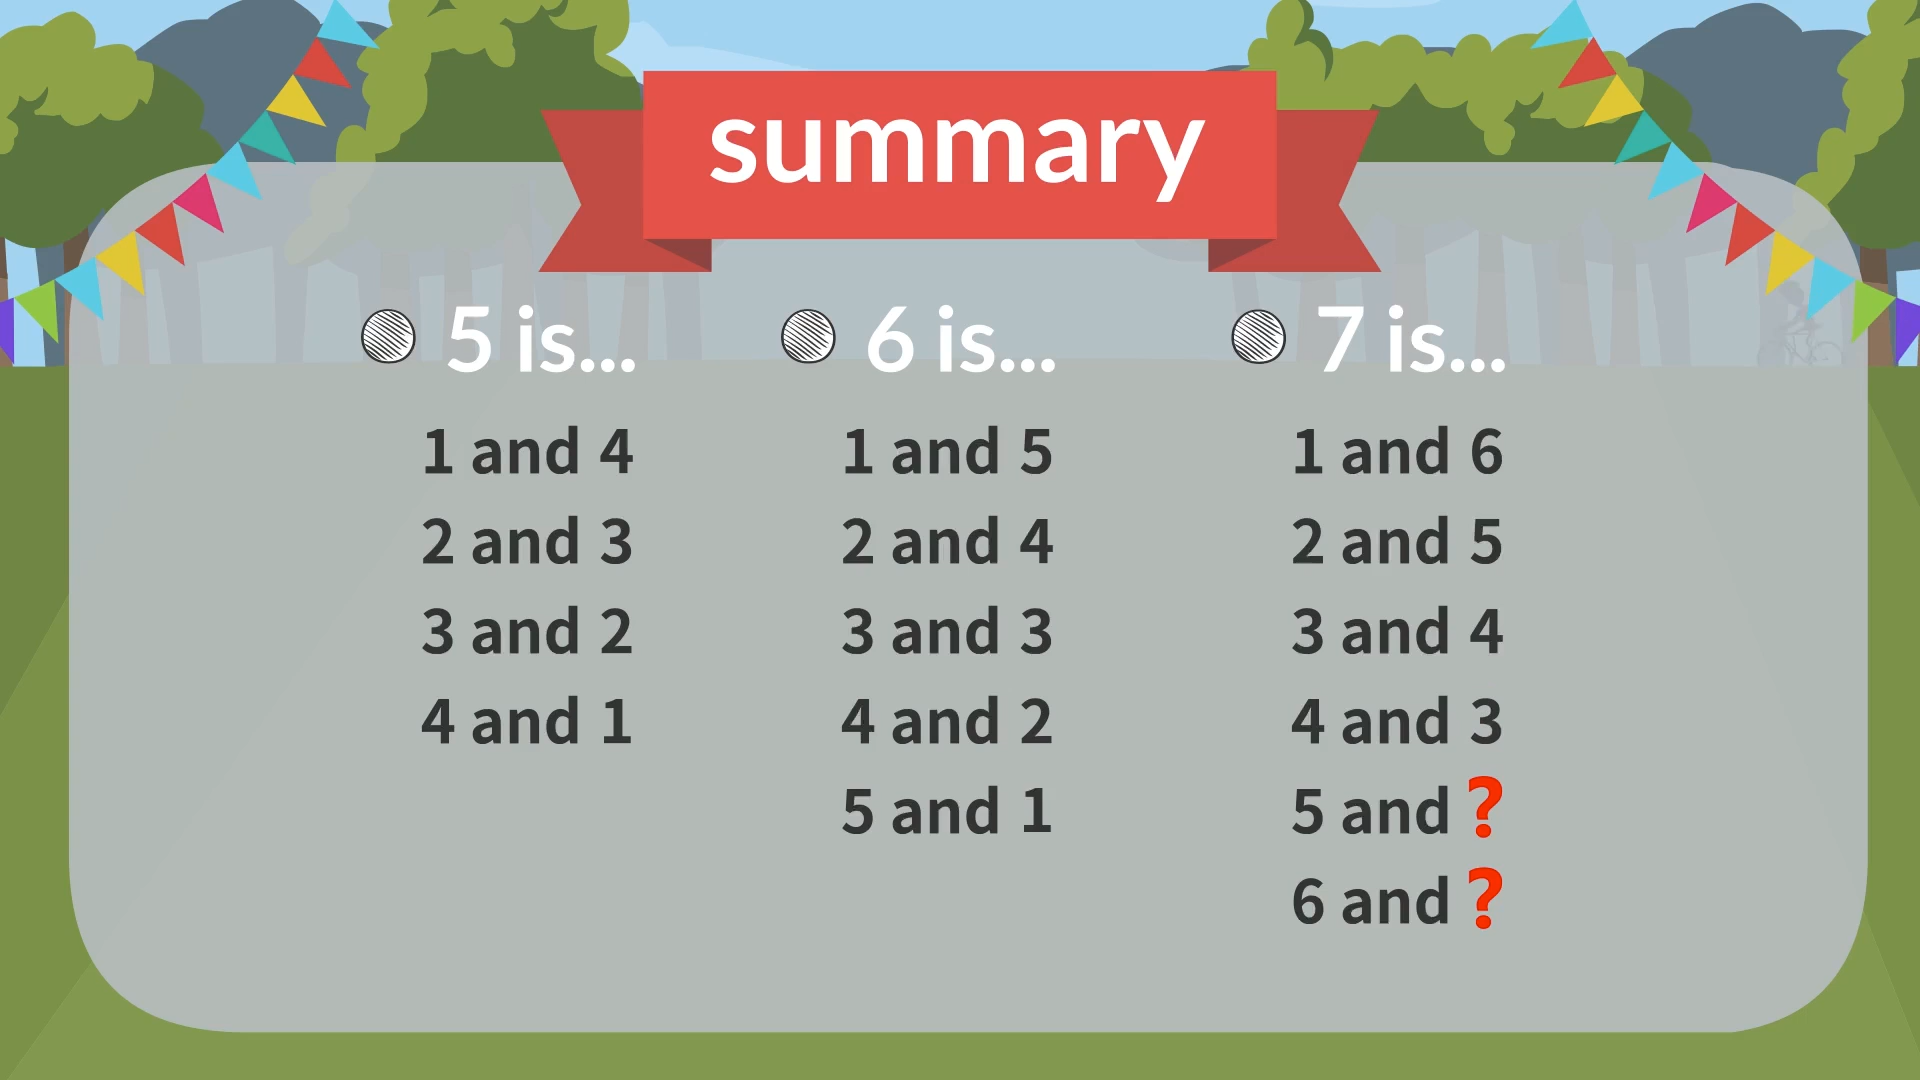 summary
5 is...
1 and 4
2 and 3
3 and 2
4 and 1
6 is...
1 and 5
2 and 4
3 and 3
4 and 2
5 and 1
7 is...
1 and 6
2 and 5
3 and 4
4 and 3
5 and ?
6 and ?